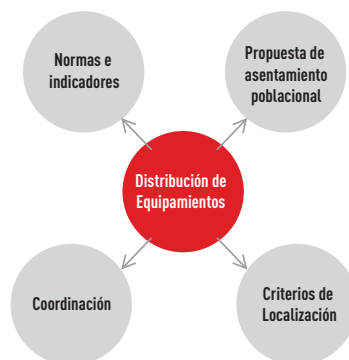 Normas e
indicadores
Propuesta de
asentamiento
poblacional
Distribución de
Equipamientos
Coordinación
Criterios de
Localización